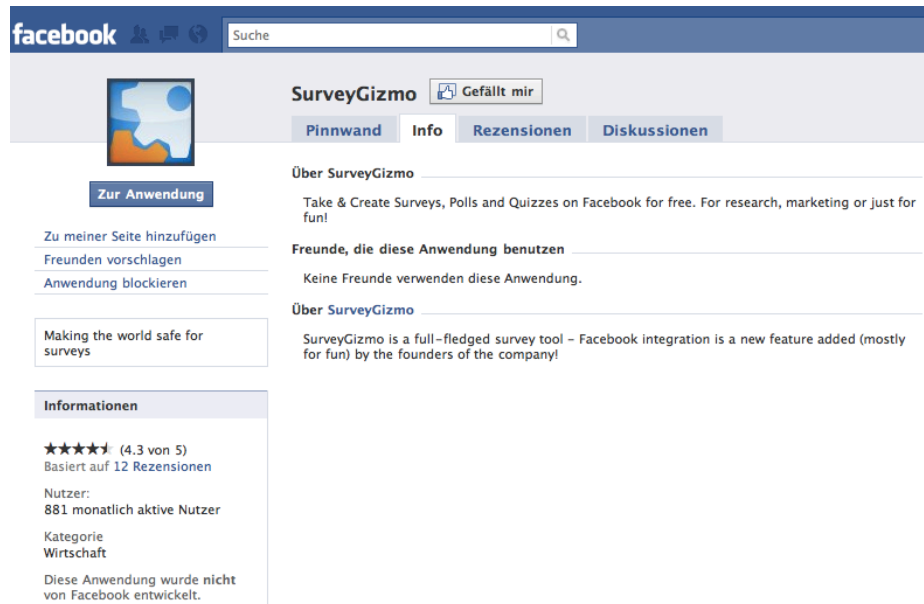 facebook
Suche
SurveyGizmo
Gefällt mir
Pinnwand
Info
Rezensionen
Diskussionen
Zur Anwendung
Zu meiner Seite hinzufügen
Freunden vorschlagen
Anwendung blockieren
Making the world safe for
surveys
Informationen
(4.3 von 5)
Basiert auf 12 Rezensionen
Nutzer:
881 monatlich aktive Nutzer
Kategorie
Wirtschaft
Diese Anwendung wurde nicht
von Facebook entwickelt.
Über SurveyGizmo
Take & Create Surveys, Polls and Quizzes on Facebook for free. For research, marketing or just for
fun!
Freunde, die diese Anwendung benutzen
Keine Freunde verwenden diese Anwendung.
Über SurveyGizmo
SurveyGizmo is a full-fledged survey tool – Facebook integration is a new feature added (mostly
for fun) by the founders of the company!